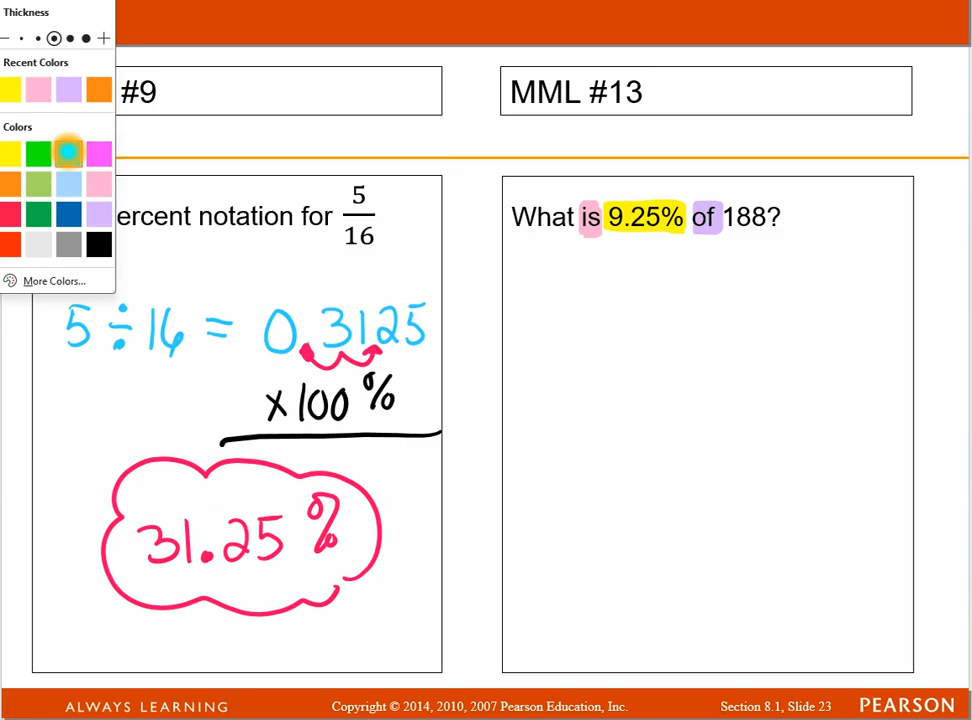 Thickness
Recent Colors
Colors
More Colors...
#9
ercent notation for 5/16
5 ÷ 16 = 0.3125
x 100 %
31.25 %
MML #13
What is 9.25% of 188?
ALWAYS LEARNING
Copyright © 2014, 2010, 2007 Pearson Education, Inc.
Section 8.1, Slide 23
PEARSON